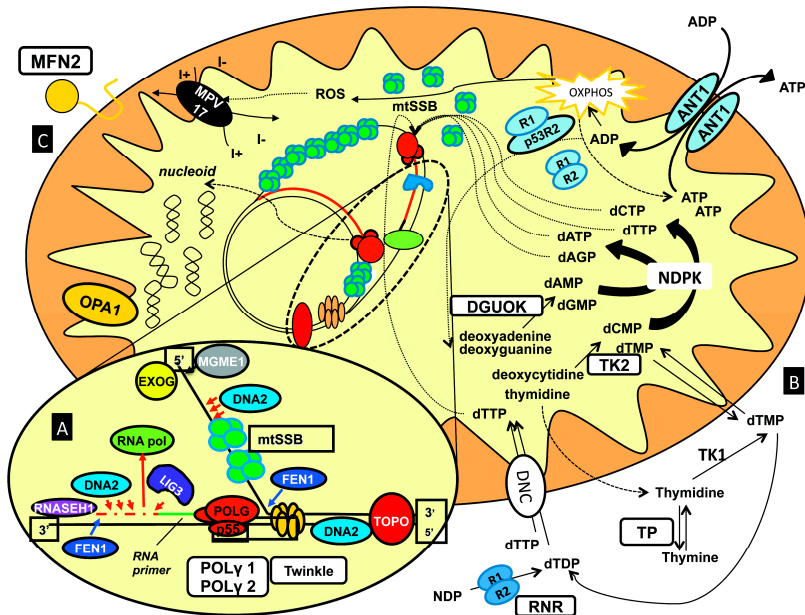 MFN2
I+
I-
MPV
17
I-
I+
C
ROS
mtSSB
OXPHOS
R1
p53R2
R1
R2
ADP
ADP
ATP
ANT1
ANT1
ATP
ATP
nucleoid
OPA1
dCTP
dTTP
dATP
dAGP
NDPK
dAMP
dGMP
DGUOK
deoxyadenine
deoxyguanine
dCMP
dTMP
TK2
deoxycytidine
thymidine
dTTP
B
dTMP
TK1
Thymidine
TP
Thymine
DNC
dTTP
dTDP
NDP
R1
R2
RNR
A
5'
MGME1
EXOG
DNA2
mtSSB
RNA pol
DNA2
LIG3
FEN1
RNASEH1
POLG
p55
TOPO
3'
3'
5'
FEN1
RNA
primer
DNA2
POLγ 1
POLγ 2
Twinkle